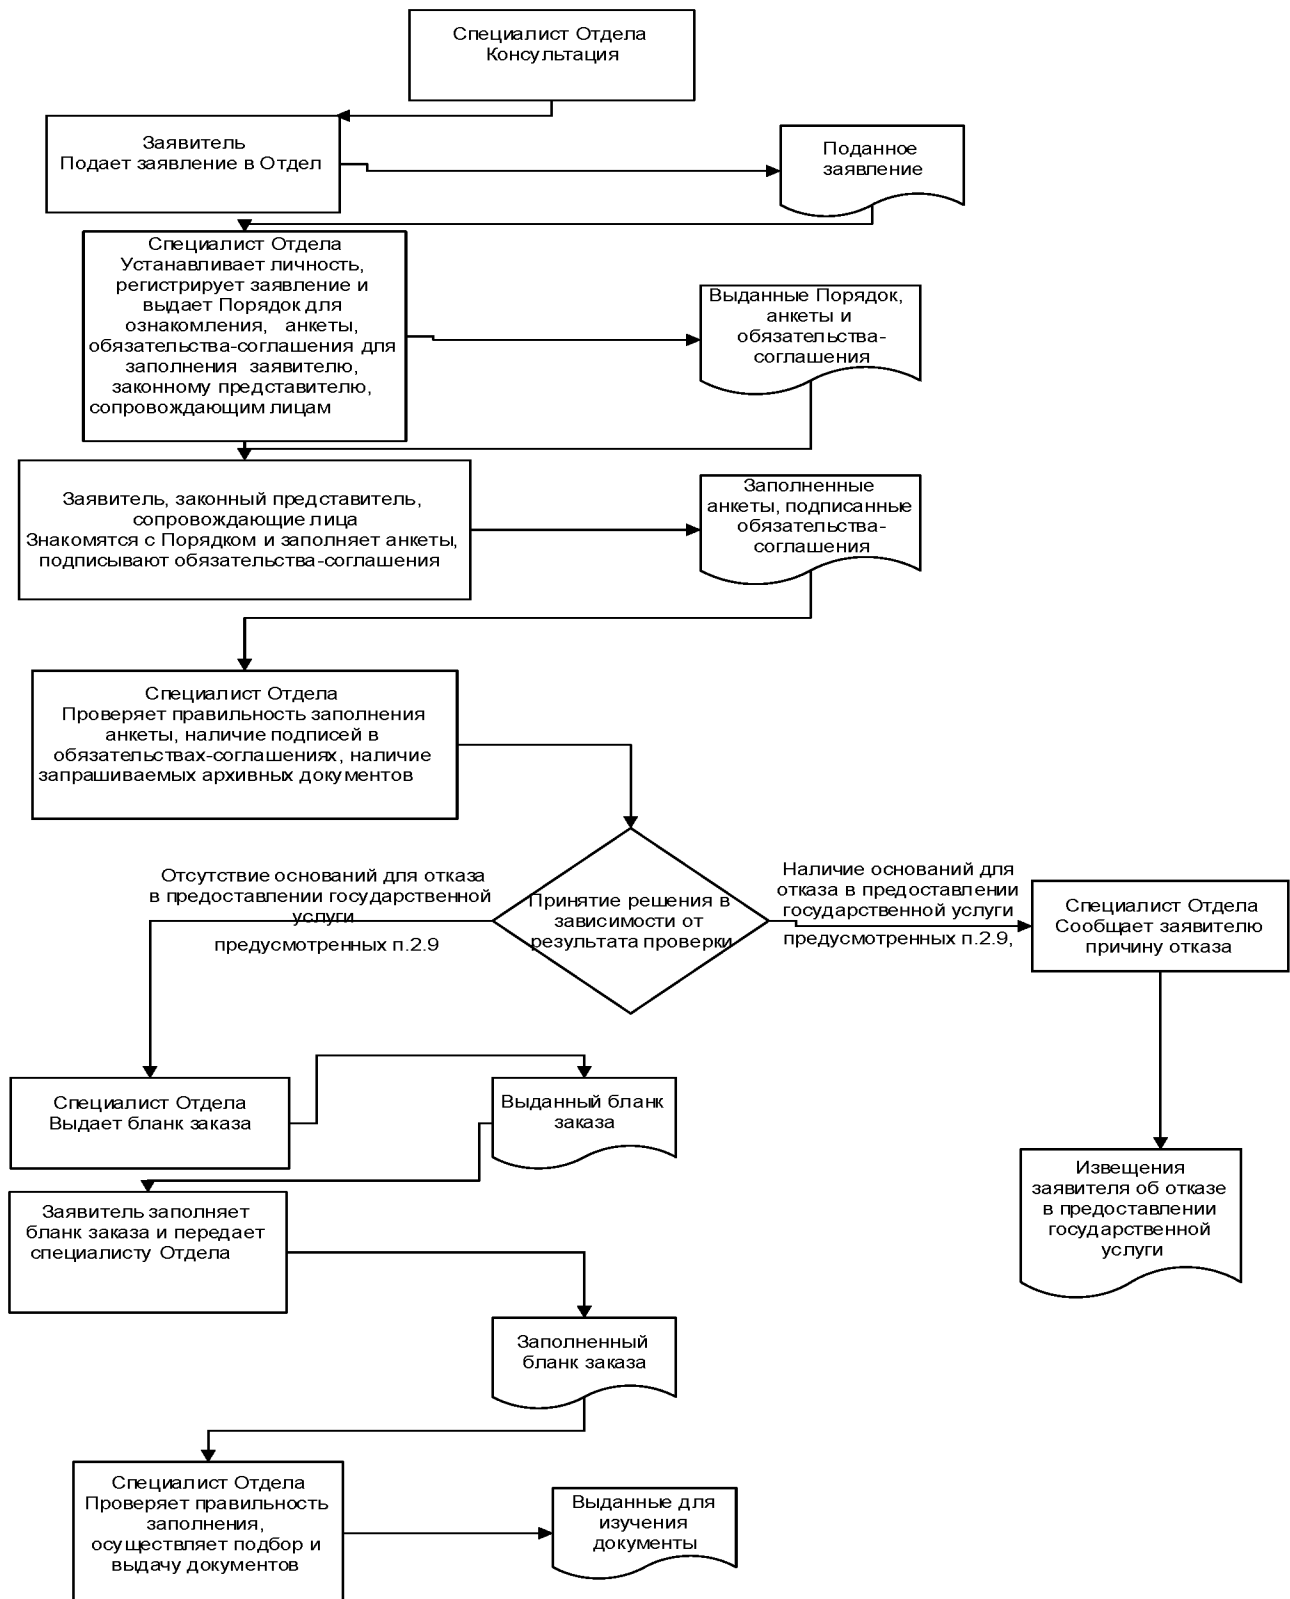 Специалист Отдела
Консультация
Заявитель
Подает заявление в Отдел
Поданное
заявление
Специалист Отдела
Устанавливает личность,
регистрирует заявление и
выдает Порядок для
ознакомления, анкеты,
обязательства-соглашения для
заполнения заявителю,
законному представителю,
сопровождающим лицам
Выданные Порядок,
анкеты и
обязательства-
соглашения
Заявитель, законный представитель,
сопровождающие лица
Знакомятся с Порядком и заполняет анкеты,
подписывают обязательства-соглашения
Заполненные
анкеты, подписанные
обязательства-
соглашения
Специалист Отдела
Проверяет правильность заполнения
анкеты, наличие подписей в
обязательствах-соглашениях, наличие
запрашиваемых архивных документов
Отсутствие оснований для отказа
в предоставлении государственной
услуги
предусмотренных п.2.9
Принятие решения в
зависимости от
результата проверки
Наличие оснований для
отказа в предоставлении
государственной услуги
предусмотренных п.2.9,
Специалист Отдела
Сообщает заявителю
причину отказа
Специалист Отдела
Выдает бланк заказа
Выданный бланк
заказа
Извещения
заявителя об отказе
в предоставлении
государственной
услуги
Заявитель заполняет
бланк заказа и передает
специалисту Отдела
Заполненный
бланк заказа
Специалист Отдела
Проверяет правильность
заполнения,
осуществляет подбор и
выдачу документов
Выданные для
изучения
документы